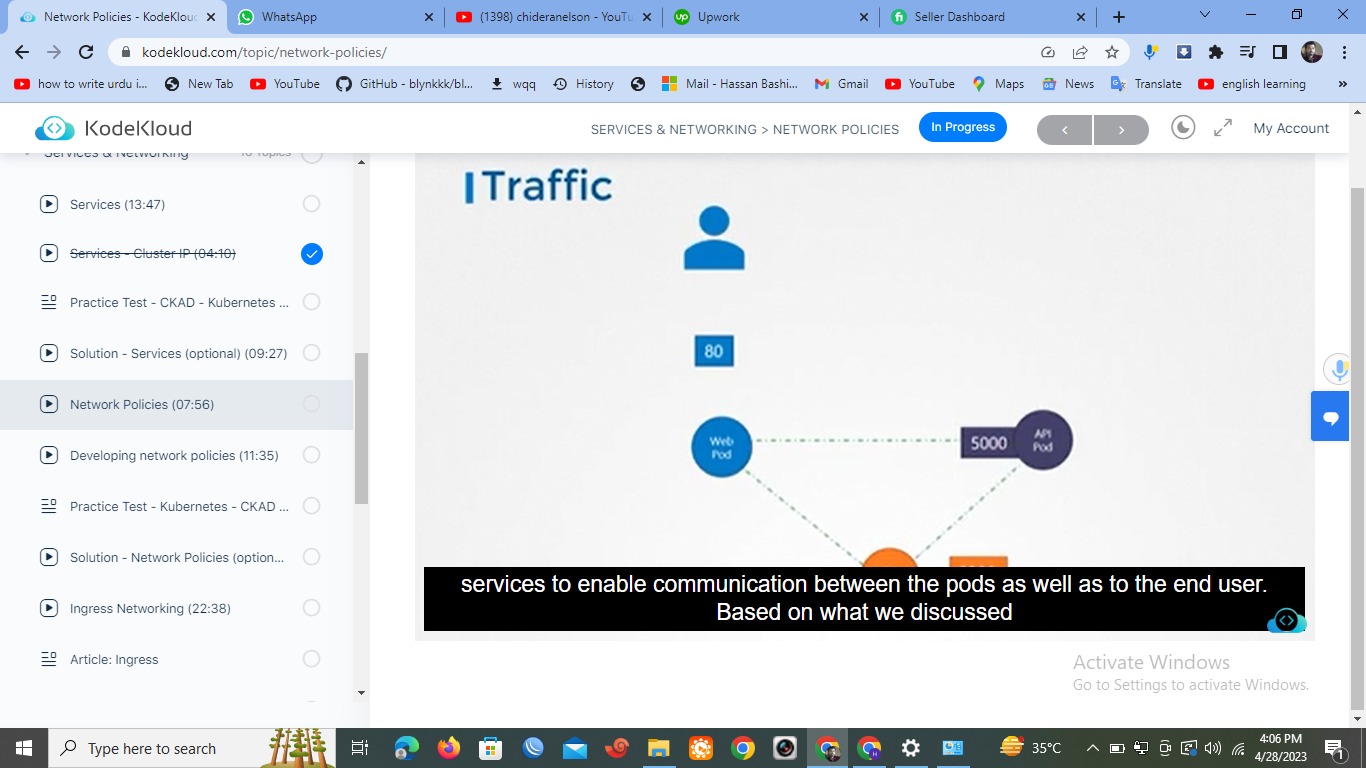 Network Policies - KodeKlou
WhatsApp
(1398) chideranelson - YouTu
Upwork
Seller Dashboard
kodekloud.com/topic/network-policies/
how to write urdu i...
New Tab
YouTube
GitHub - blynkkk/bl...
wqq
History
Mail - Hassan Bashi...
Gmail
YouTube
Maps
News
Translate
english learning
KodeKloud
SERVICES & NETWORKING > NETWORK POLICIES
In Progress
My Account
Services & Networking
Topics
Services (13:47)
Services - Cluster IP (04:10)
Practice Test - CKAD - Kubernetes ...
Solution - Services (optional) (09:27)
Network Policies (07:56)
Developing network policies (11:35)
Practice Test - Kubernetes - CKAD ...
Solution - Network Policies (option...
Ingress Networking (22:38)
Article: Ingress
Traffic
80
Web
Pod
5000
API
Pod
services to enable communication between the pods as well as to the end user.
Based on what we discussed
Activate Windows
Go to Settings to activate Windows.
Type here to search
35°C
4:06 PM
4/28/2023
1